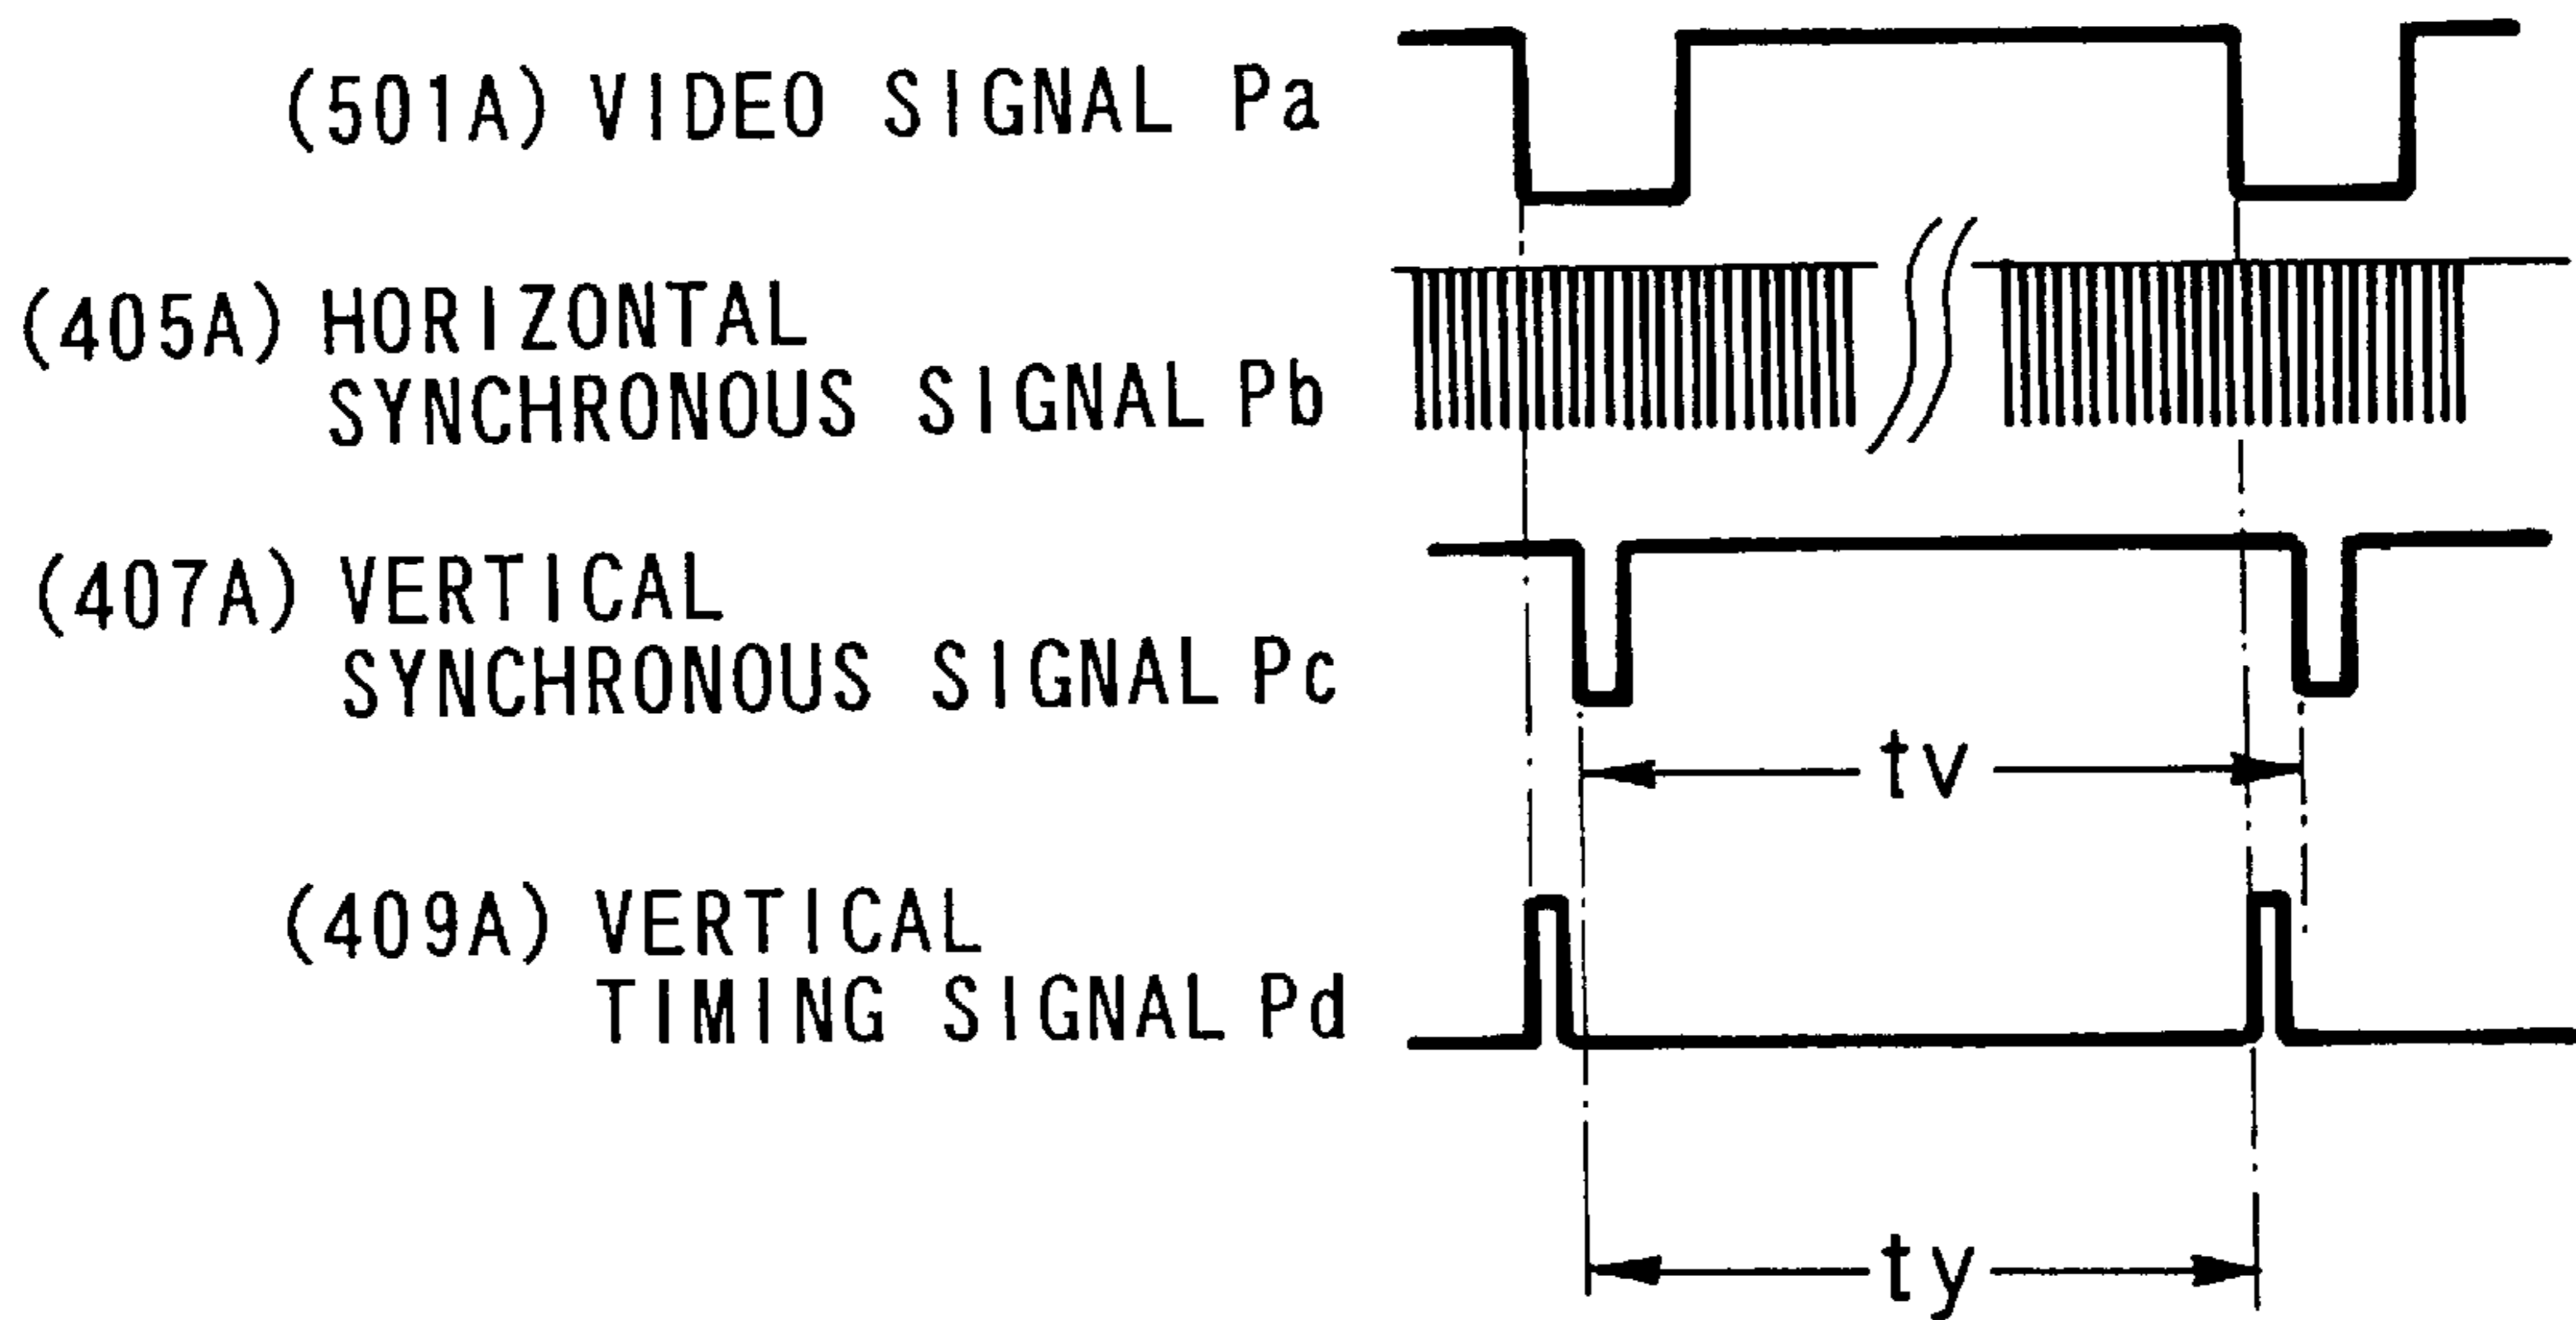 (501A) VIDEO SIGNAL Pa
(405A) HORIZONTAL
SYNCHRONOUS SIGNAL Pb
(407A) VERTICAL
SYNCHRONOUS SIGNAL Pc
tv
(409A) VERTICAL
TIMING SIGNAL Pd
ty